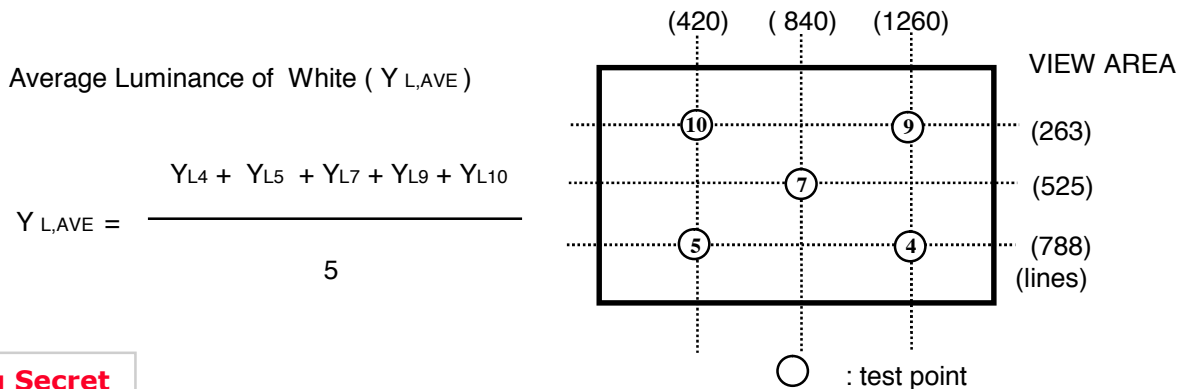 (420) ( 840) (1260)
VIEW AREA
Average Luminance of White ( Y L,AVE )
10 9 (263)
YL4 + YL5 + YL7 + YL9 + YL10
7 (525)
Y L,AVE =
5 4 (788)
5
(lines)
Secret
: test point